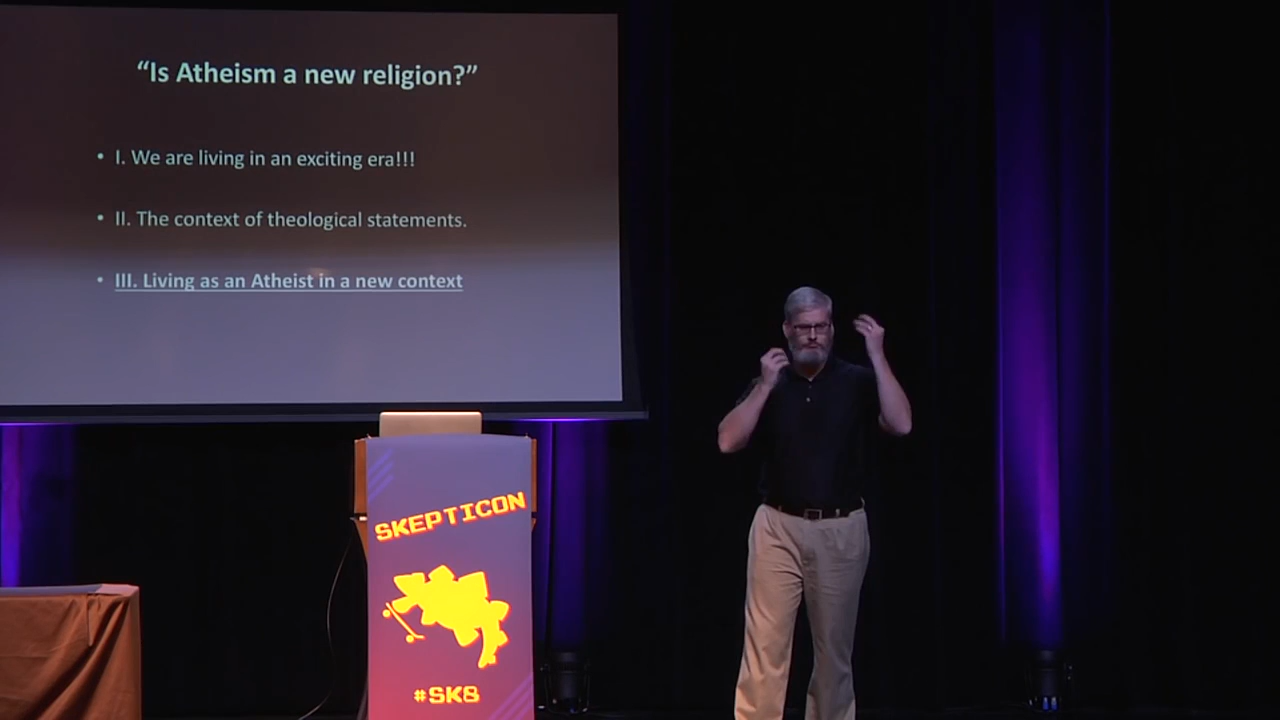 “Is Atheism a new religion?”
• I. We are living in an exciting era!!!
• II. The context of theological statements.
• III. Living as an Atheist in a new context
SKEPTICON
#SK8